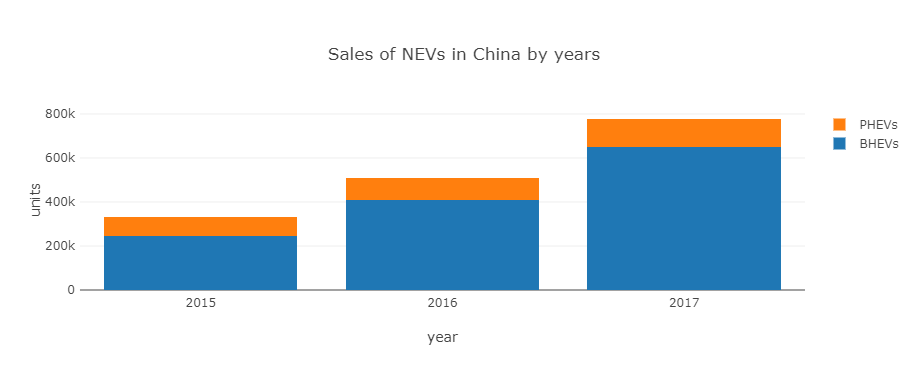 Sales of NEVs in China by years
800k
600k
400k
200k
0
units
2015 2016 2017
year
PHEVs
BHEVs